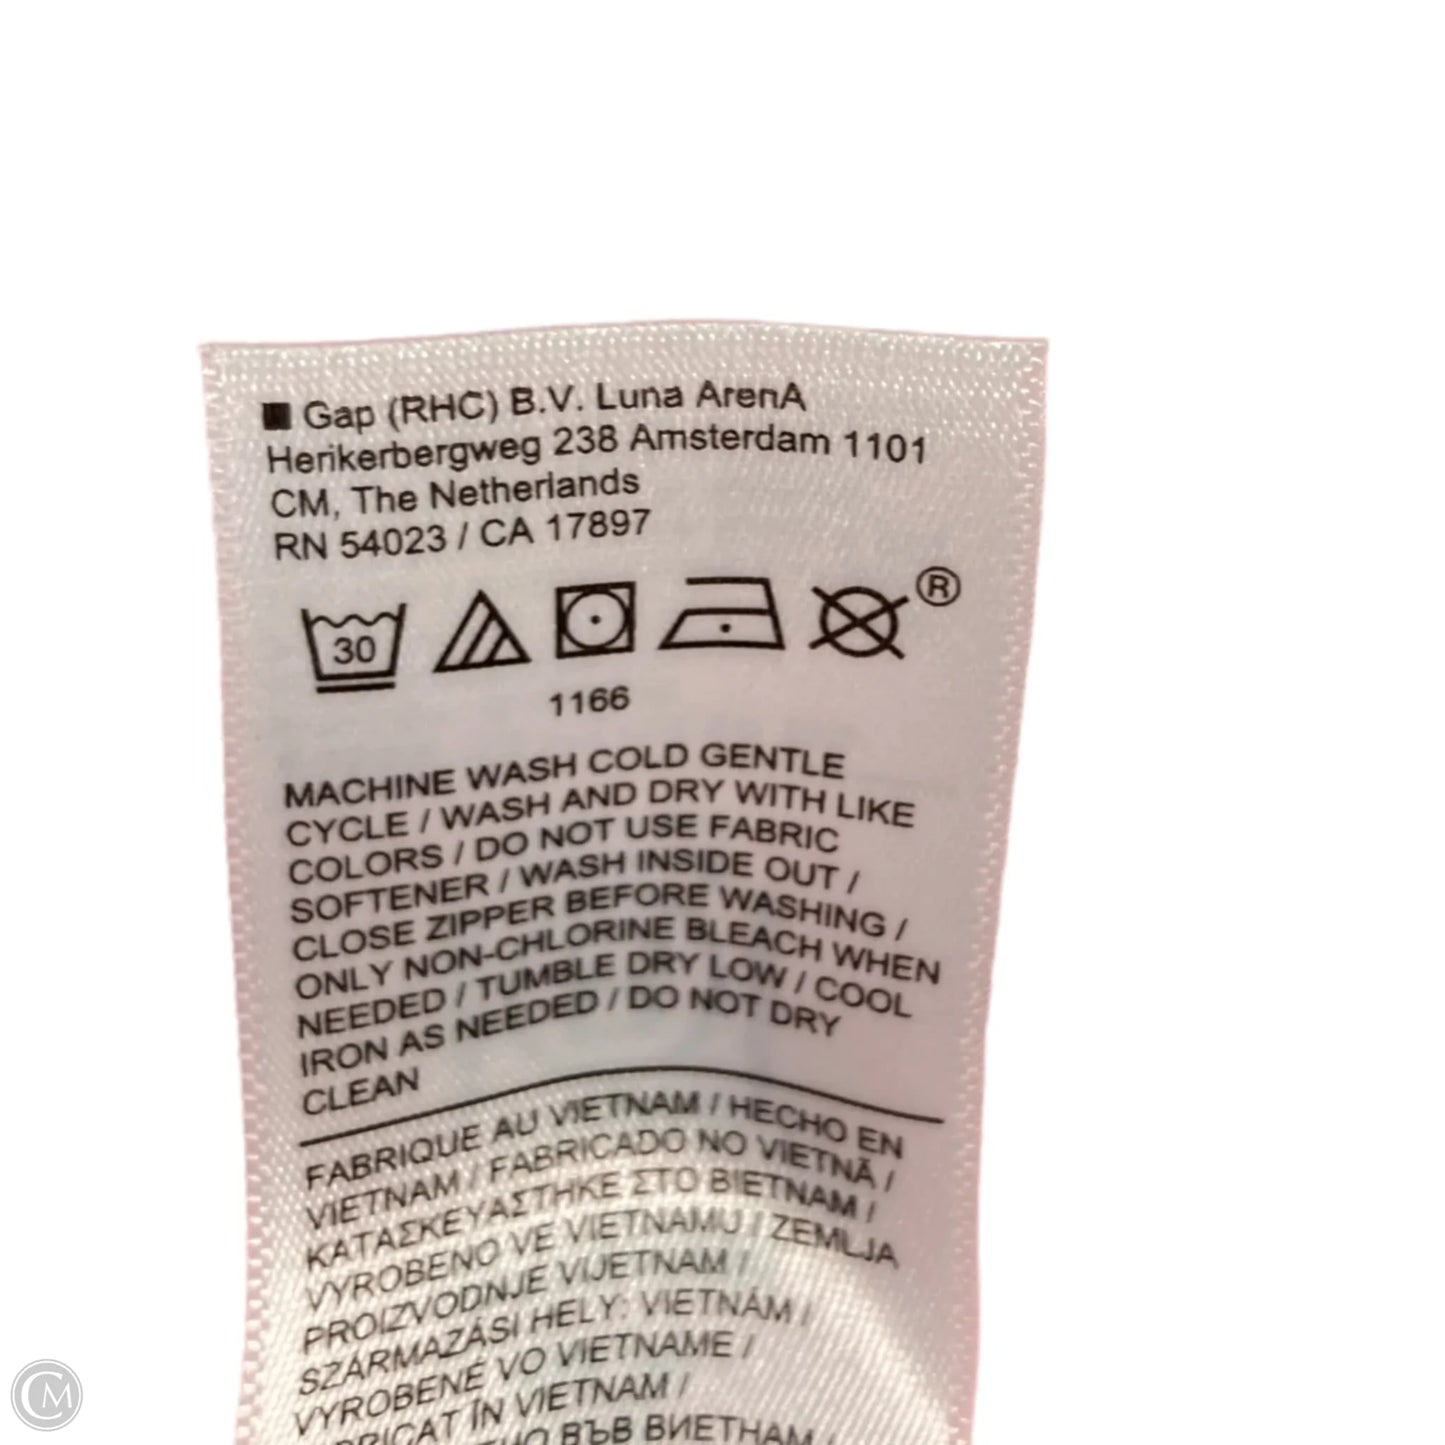 ■ Gap (RHC) B.V. Luna ArenA
Herikerbergweg 238 Amsterdam 1101
CM, The Netherlands
RN 54023 / CA 17897
30
®
1166
MACHINE WASH COLD GENTLE
CYCLE / WASH AND DRY WITH LIKE
COLORS / DO NOT USE FABRIC
SOFTENER / WASH INSIDE OUT /
CLOSE ZIPPER BEFORE WASHING /
ONLY NON-CHLORINE BLEACH WHEN
NEEDED / TUMBLE DRY LOW / COOL
IRON AS NEEDED / DO NOT DRY
CLEAN
FABRIQUE AU VIETNAM / HECHO EN
VIETNAM / FABRICADO NO VIETNÃ /
ΚΑΤΑΣΚΕΥΑΣΤΗΚΕ ΣΤΟ ΒΙΕΤΝΑΜ /
VYROBENO VE VIETNAMU / ZEMLJA
PROIZVODNJE VIJETNAM /
SZÁRMAZÁSI HELY: VIETNÁM /
VYROBENÉ VO VIETNAME /
FABRICAT ÎN VIETNAM /
ВЪВ ВИЕТНАМ /
CM